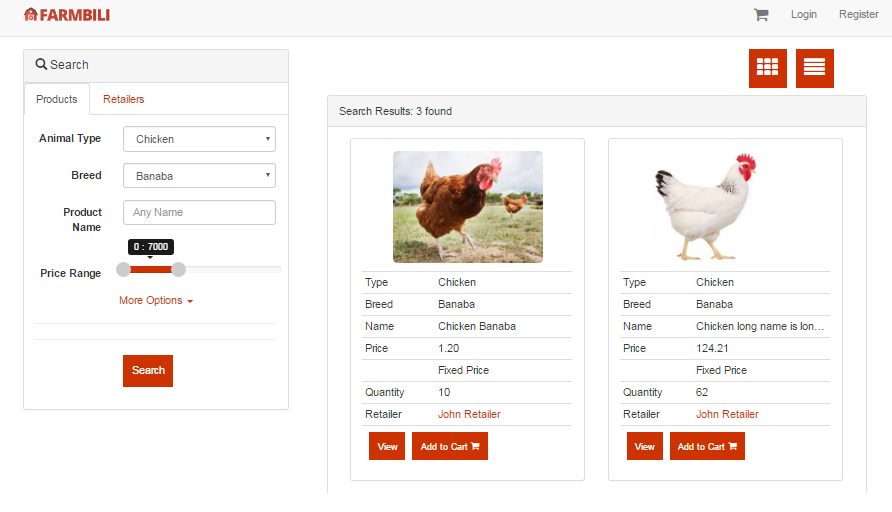 FARMBILI
Login
Register
Search
Products
Retailers
Animal Type
Chicken
Breed
Banaba
Product
Name
Any Name
0 : 7000
Price Range
More Options
Search
Search Results: 3 found
Type Chicken
Breed Banaba
Name Chicken Banaba
Price 1.20
Fixed Price
Quantity 10
Retailer John Retailer
View
Add to Cart
Type Chicken
Breed Banaba
Name Chicken long name is lon...
Price 124.21
Fixed Price
Quantity 62
Retailer John Retailer
View
Add to Cart